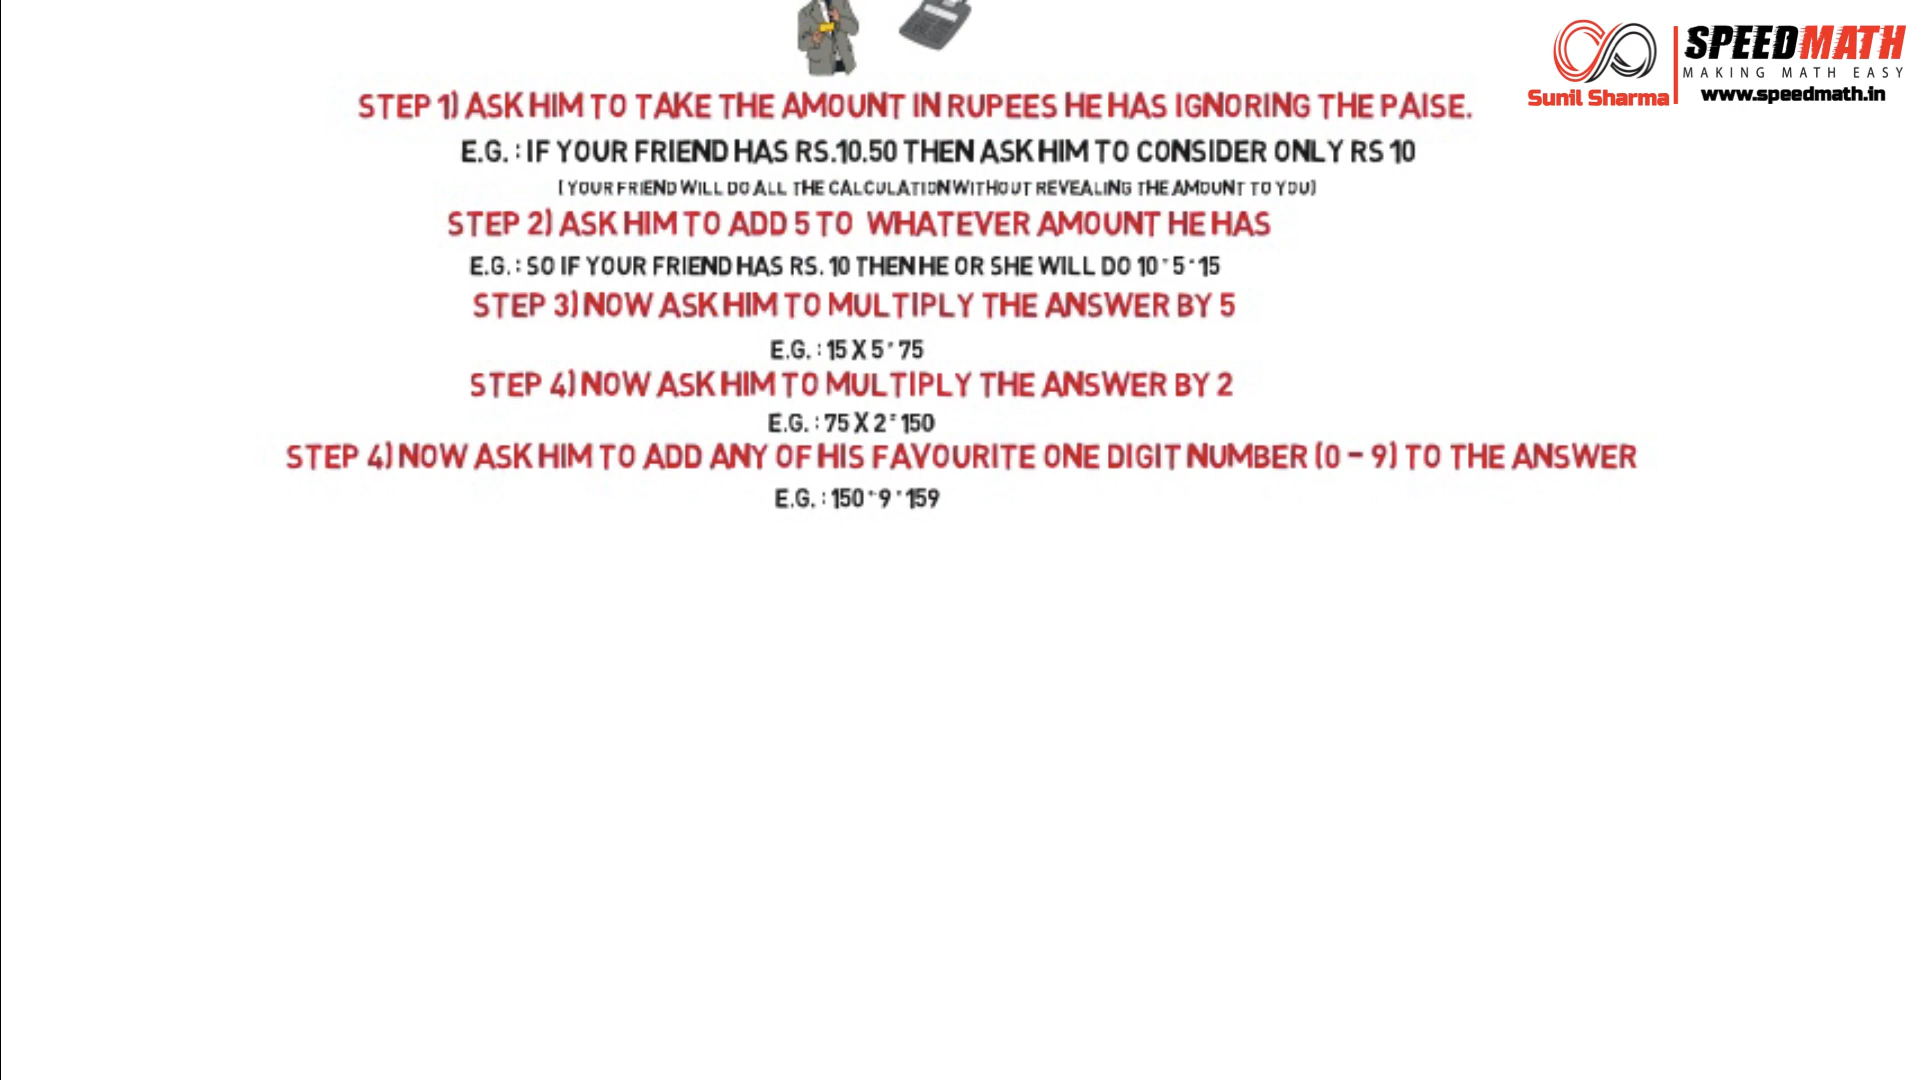 SPEEDMATH
MAKING MATH EASY
Sunil Sharma
www.speedmath.in
STEP 1) ASK HIM TO TAKE THE AMOUNT IN RUPEES HE HAS IGNORING THE PAISE.
E.G. : IF YOUR FRIEND HAS RS.10.50 THEN ASK HIM TO CONSIDER ONLY RS 10
(YOUR FRIEND WILL DO ALL THE CALCULATION WITHOUT REVEALING THE AMOUNT TO YOU)
STEP 2) ASK HIM TO ADD 5 TO WHATEVER AMOUNT HE HAS
E.G. : SO IF YOUR FRIEND HAS RS. 10 THEN HE OR SHE WILL DO 10+5=15
STEP 3) NOW ASK HIM TO MULTIPLY THE ANSWER BY 5
E.G. : 15 X 5=75
STEP 4) NOW ASK HIM TO MULTIPLY THE ANSWER BY 2
E.G. : 75 X 2=150
STEP 4) NOW ASK HIM TO ADD ANY OF HIS FAVOURITE ONE DIGIT NUMBER (0 – 9) TO THE ANSWER
E.G. : 150+9=159